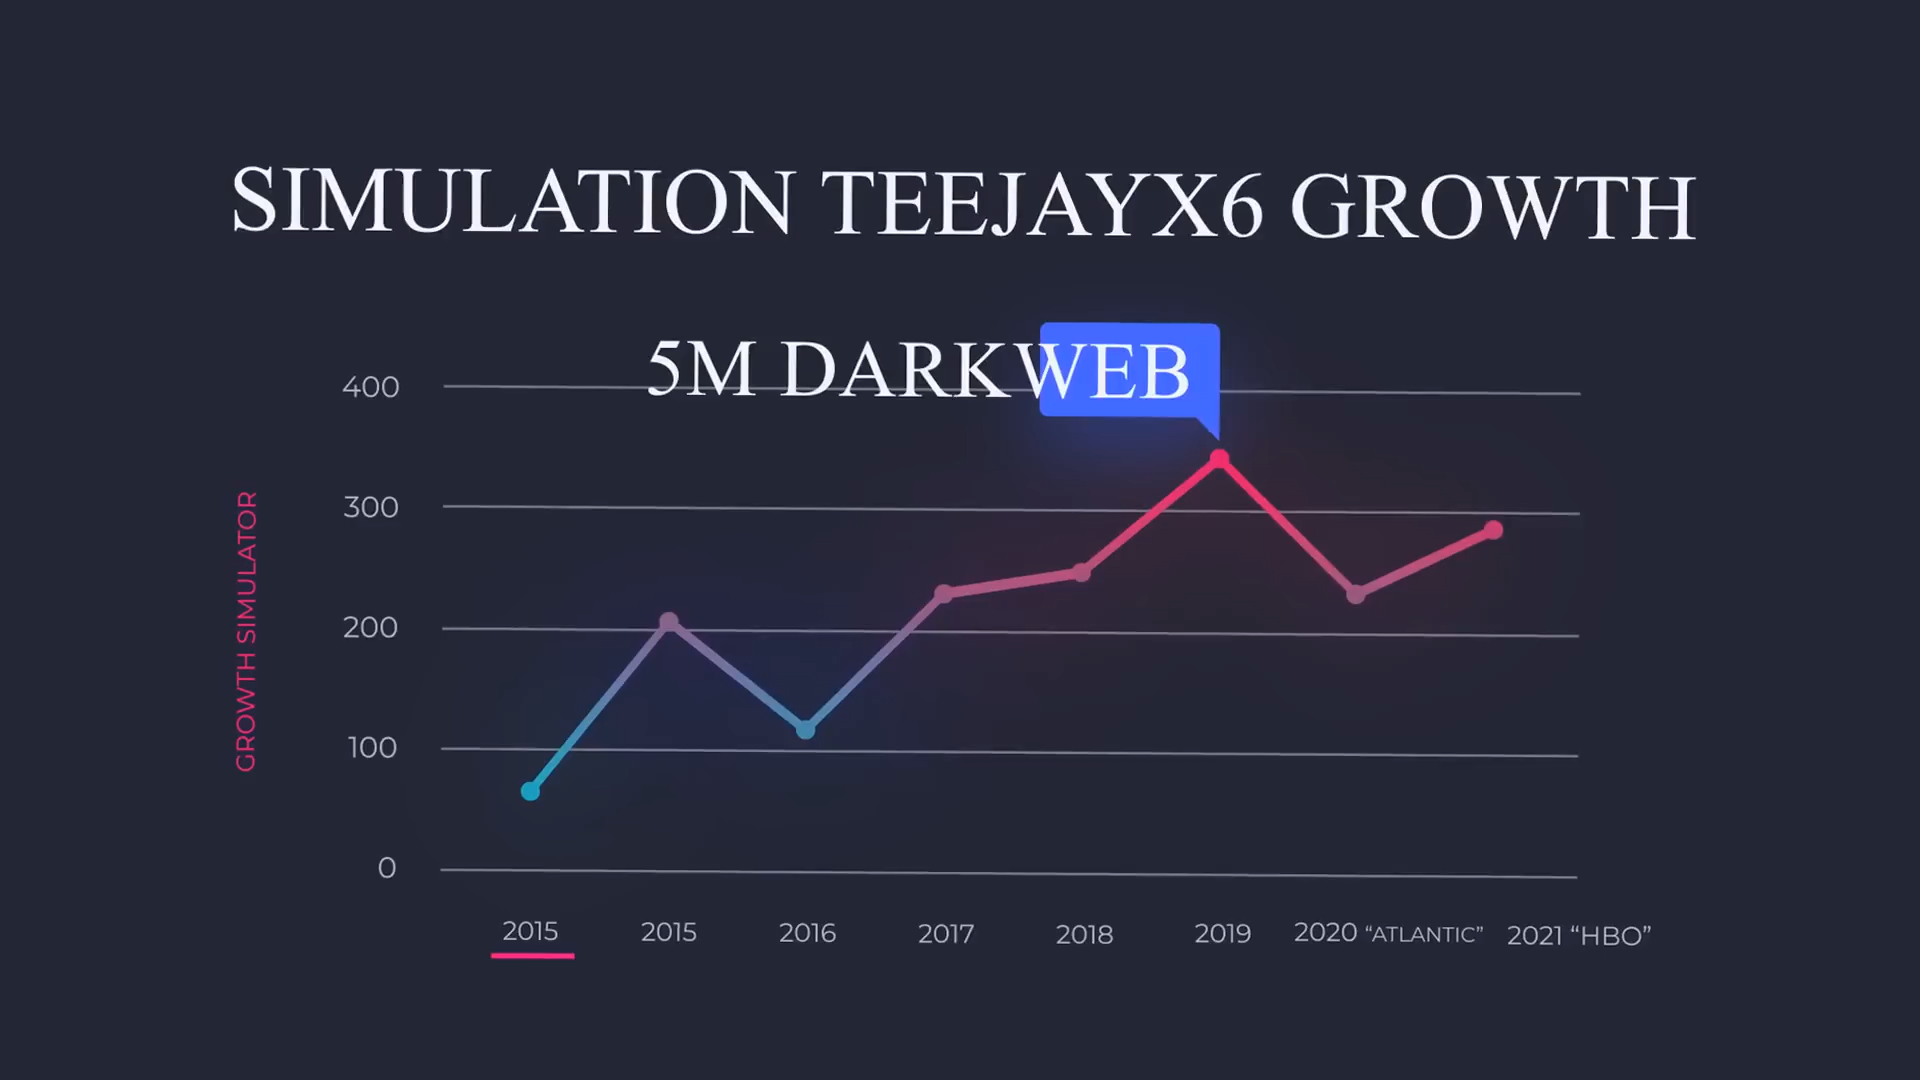 SIMULATION TEEJAYX6 GROWTH
5M DARKWEB
400
300
200
100
0
GROWTH SIMULATOR
2015 2015 2016 2017 2018 2019 2020 “ATLANTIC” 2021 “HBO”